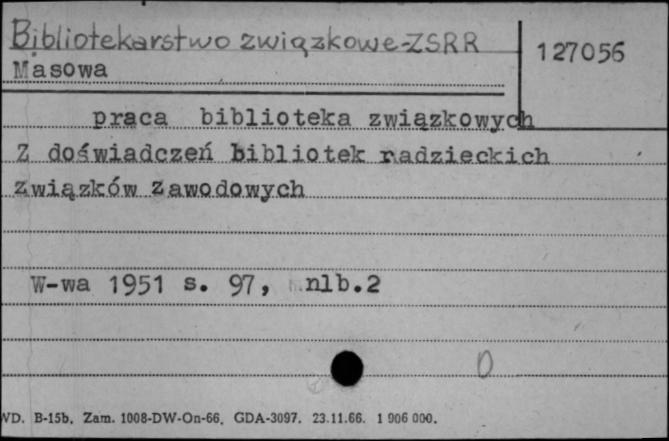 Bibliotekarstwo związkowe-ZSRR
127056
Masowa
praca biblioteka związkowych
Z doświadczeń bibliotek radzieckich
związków zawodowych
W-wa 1951 s. 97, nlb.2
0
WD. B-15b. Zam. 1008-DW-On-66. GDA-3097. 23.11.66. 1 906 000.